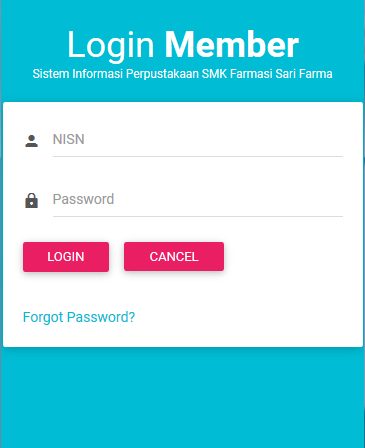 Login Member
Sistem Informasi Perpustakaan SMK Farmasi Sari Farma
NISN
Password
LOGIN CANCEL
Forgot Password?